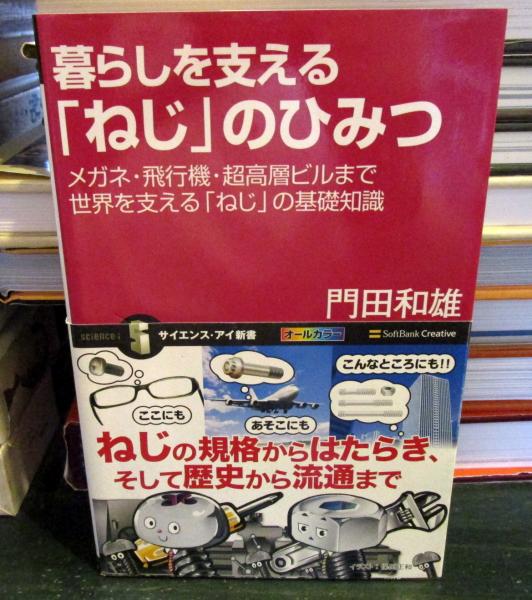 暮らしを支える
「ねじ」のひみつ
メガネ・飛行機・超高層ビルまで
世界を支える「ねじ」の基礎知識
門田和雄
science・i
サイエンス・アイ新書
オールカラー
SoftBank Creative
ここにも
あそこにも
こんなところにも!!
ねじの規格からはたらき、
そして歴史から流通まで
イラスト: